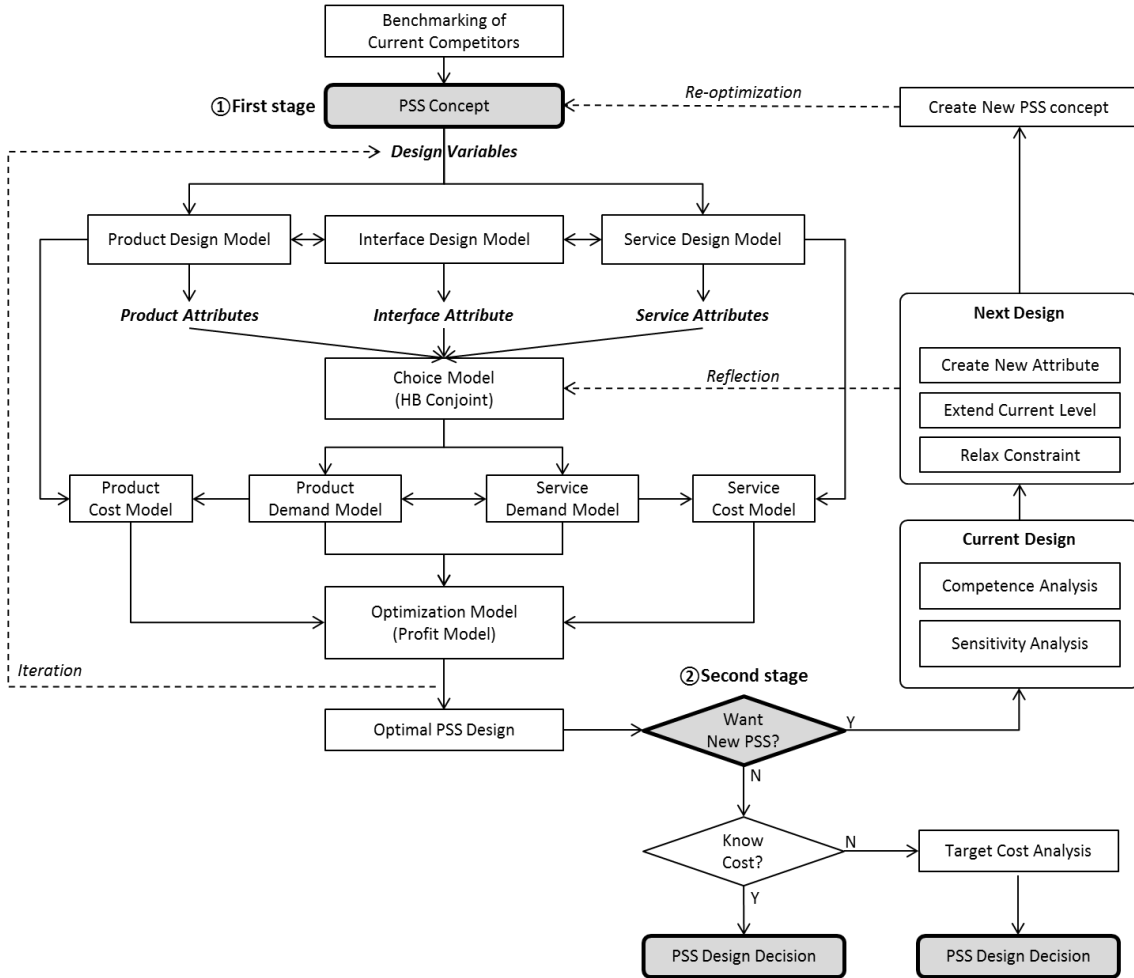 Benchmarking of
Current Competitors
①First stage
PSS Concept
Re-optimization
Create New PSS concept
Design Variables
Product Design Model
Interface Design Model
Service Design Model
Product Attributes
Interface Attribute
Service Attributes
Next Design
Create New Attribute
Extend Current Level
Relax Constraint
Choice Model
(HB Conjoint)
Reflection
Product
Cost Model
Product
Demand Model
Service
Demand Model
Service
Cost Model
Current Design
Competence Analysis
Sensitivity Analysis
Optimization Model
(Profit Model)
Iteration
②Second stage
Optimal PSS Design
Want
New PSS?
Y
N
Know
Cost?
N
Target Cost Analysis
Y
PSS Design Decision
PSS Design Decision